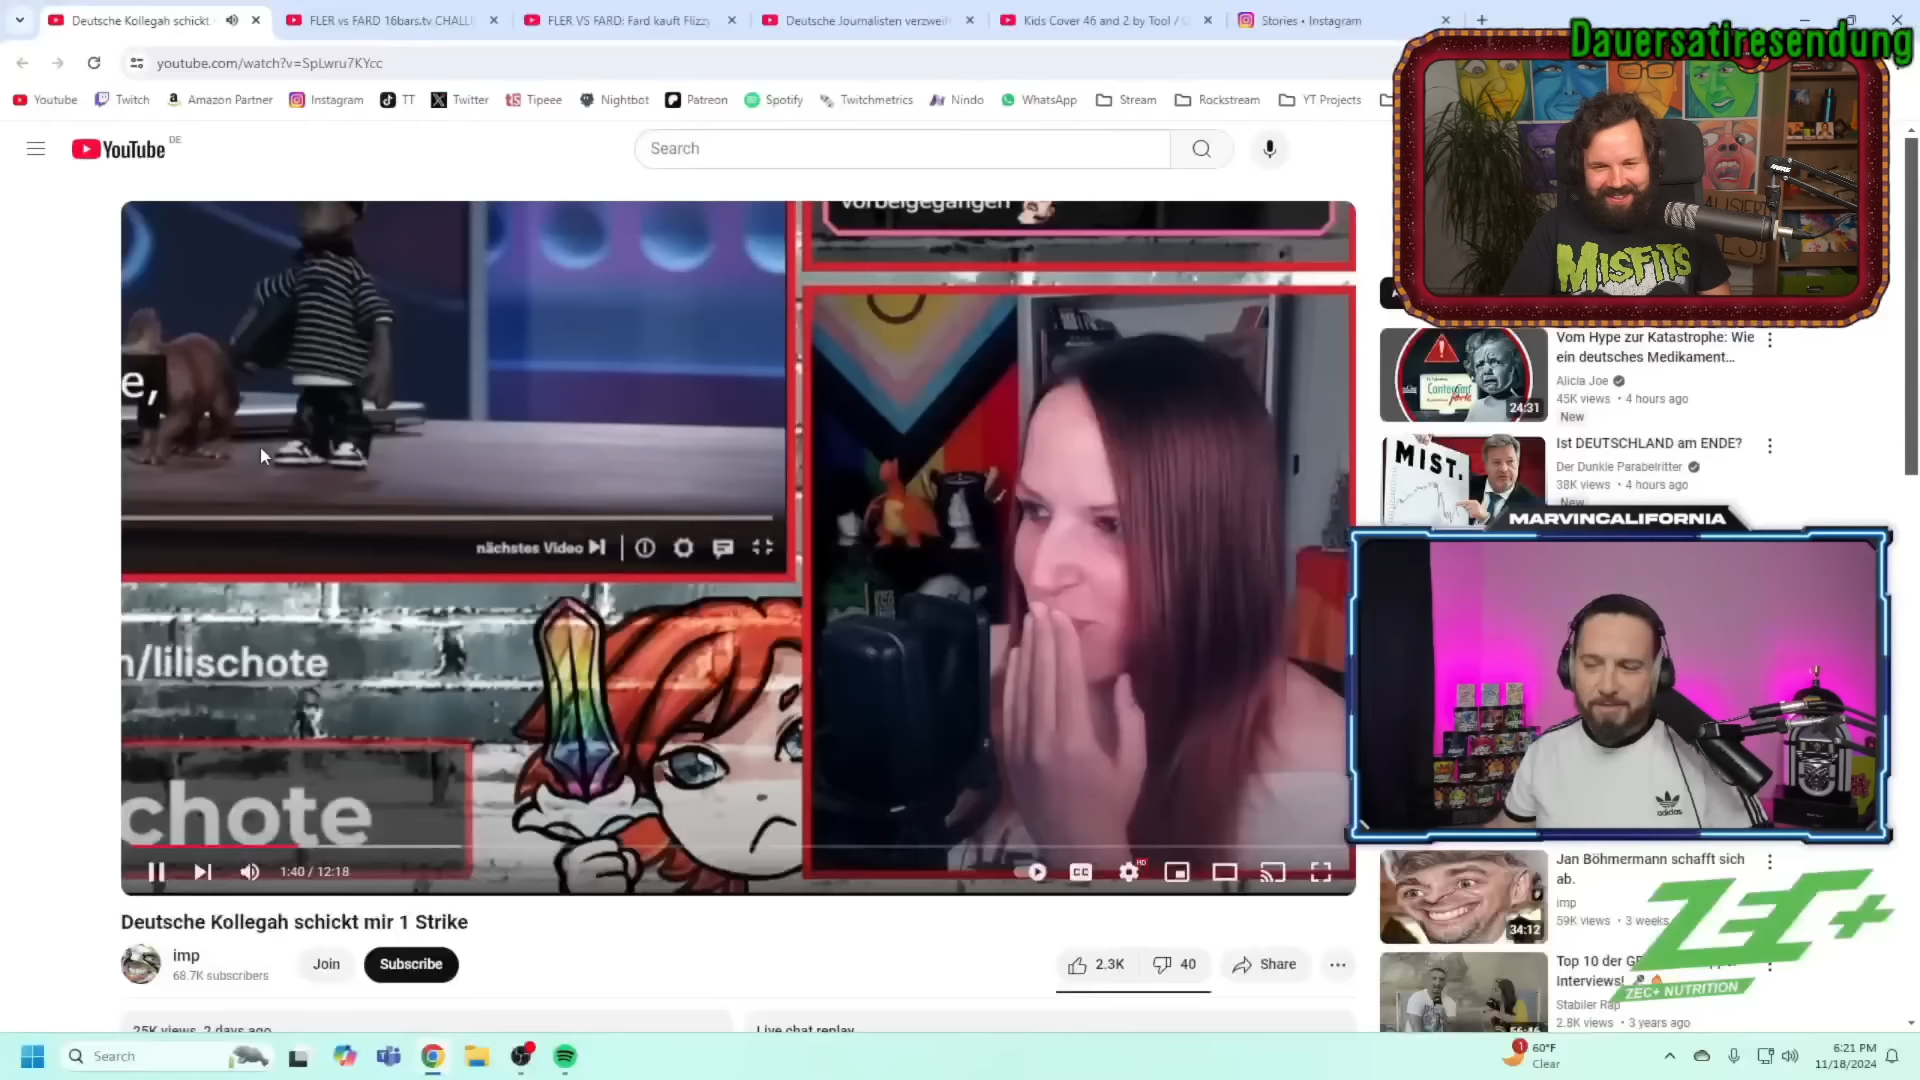 Deutsche Kollegah schickt
FLER vs FARD 16bars.tv CHALL
FLER VS FARD: Fard kauft Flizzy
Deutsche Journalisten verzwei
Kids Cover 46 and 2 by Tool /
Stories • Instagram
Dauersatiresendung
youtube.com/watch?v=SpLwru7KYcc
Youtube
Twitch
Amazon Partner
Instagram
TT
Twitter
Tipeee
Nightbot
Patreon
Spotify
Twitchmetrics
Nindo
WhatsApp
Stream
Rockstream
YT Projects
YouTube DE
Search
MISFITS
vorbeigegangen
e,
nächstes Video
n/lilischote
chote
1:40 / 12:18
CC
HD
Vom Hype zur Katastrophe: Wie
ein deutsches Medikament...
Alicia Joe
45K views • 4 hours ago
New
24:31
Contergan
forte
MIST.
Ist DEUTSCHLAND am ENDE?
Der Dunkle Parabelritter
38K views • 4 hours ago
New
MARVINCALIFORNIA
adidas
Jan Böhmermann schafft sich
ab.
imp
59K views • 3 weeks
34:12
ZEC+
ZEC+ NUTRITION
Top 10 der
Interviews!
Stabiler Rap
2.8K views • 3 years ago
Deutsche Kollegah schickt mir 1 Strike
imp
68.7K subscribers
Join
Subscribe
2.3K
40
Share
25K views 2 days ago
Live chat replay
Search
1
60°F
Clear
6:21 PM
11/18/2024